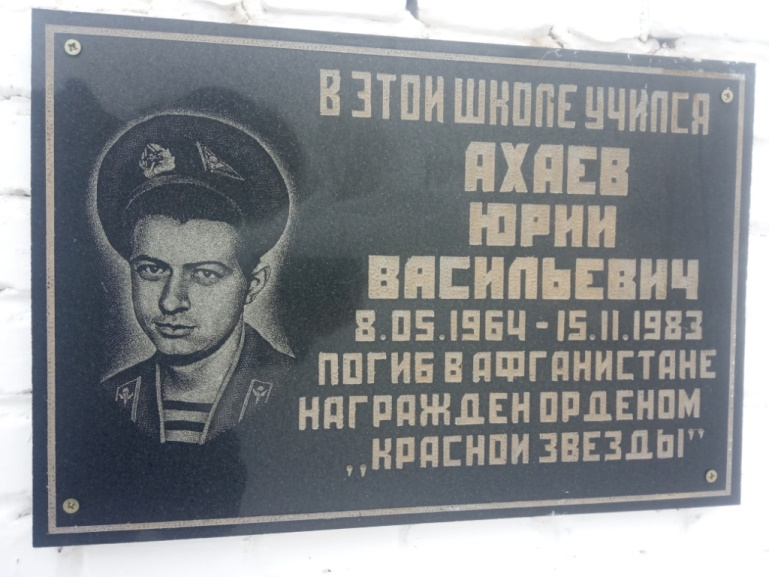 В ЭТОЙ ШКОЛЕ УЧИЛСЯ
АХАЕВ
ЮРИЙ
ВАСИЛЬЕВИЧ
8.05.1964 - 15.11.1983
ПОГИБ В АФГАНИСТАНЕ
НАГРАЖДЕН ОРДЕНОМ
,,КРАСНОЙ ЗВЕЗДЫ"